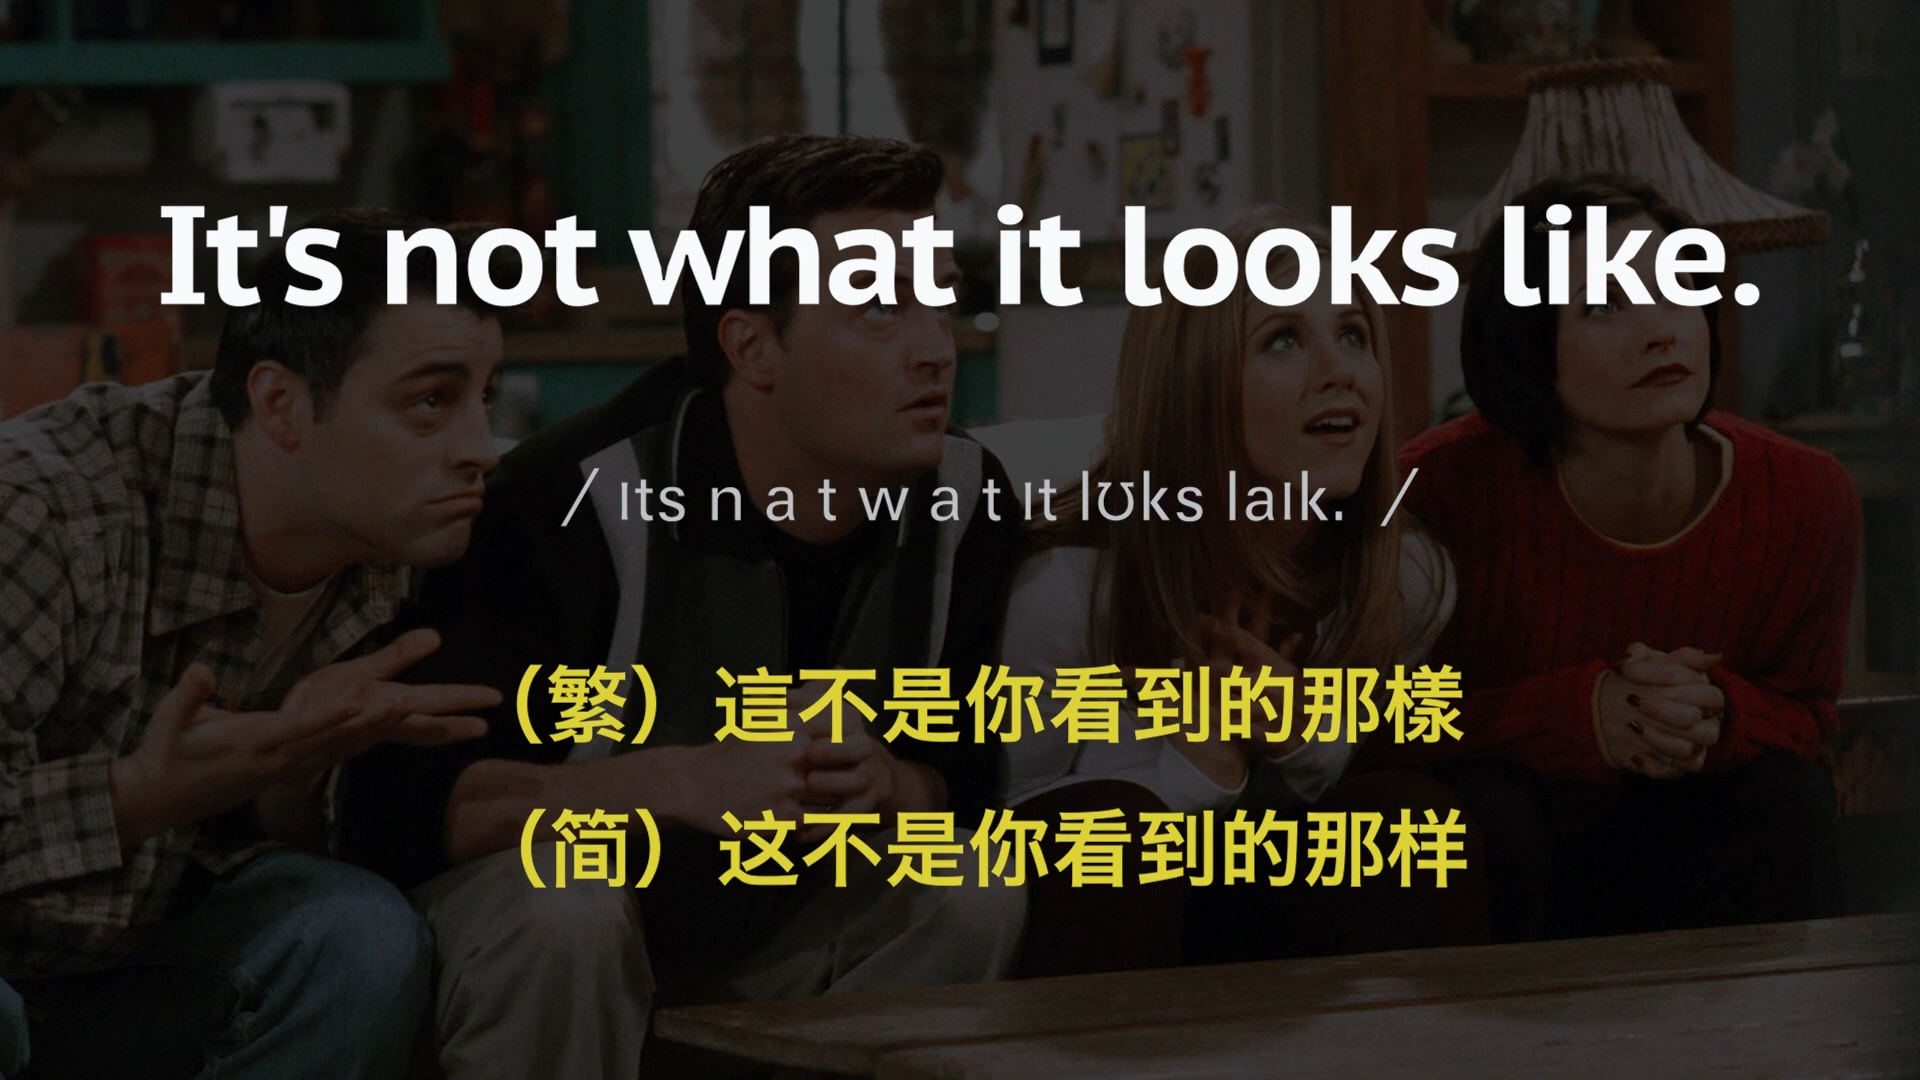 It's not what it looks like.
/ ɪts n a t w a t ɪt lʊks laɪk. /
（繁）這不是你看到的那樣
（简）这不是你看到的那样